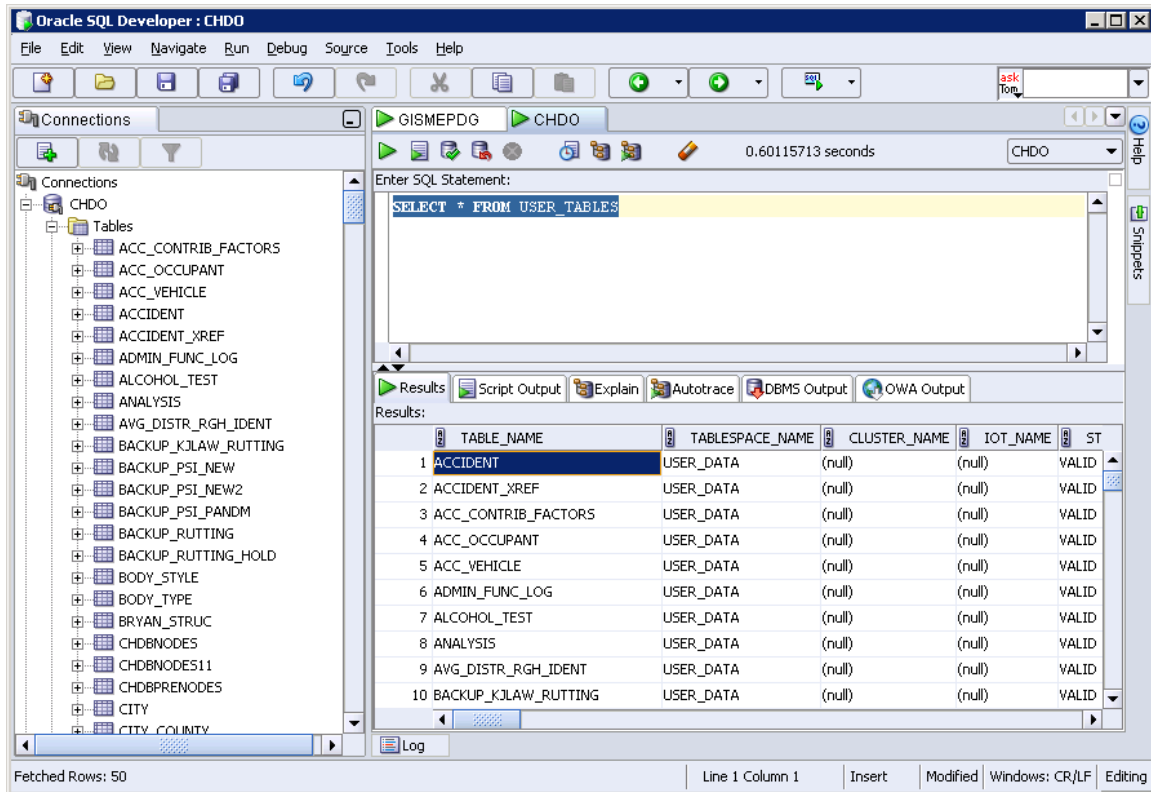 Oracle SQL Developer : CHDO
File Edit View Navigate Run Debug Source Tools Help
ask
Tom
Connections
GISMEPDG CHDO
0.60115713 seconds CHDO
Help
Snippets
Connections
CHDO
Tables
ACC_CONTRIB_FACTORS
ACC_OCCUPANT
ACC_VEHICLE
ACCIDENT
ACCIDENT_XREF
ADMIN_FUNC_LOG
ALCOHOL_TEST
ANALYSIS
AVG_DISTR_RGH_IDENT
BACKUP_KJLAW_RUTTING
BACKUP_PSI_NEW
BACKUP_PSI_NEW2
BACKUP_PSI_PANDM
BACKUP_RUTTING
BACKUP_RUTTING_HOLD
BODY_STYLE
BODY_TYPE
BRYAN_STRUC
CHDBNODES
CHDBNODES11
CHDBPRENODES
CITY
CITY_COUNTY
Enter SQL Statement:
SELECT * FROM USER_TABLES
Results Script Output Explain Autotrace DBMS Output OWA Output
Results:
TABLE_NAME TABLESPACE_NAME CLUSTER_NAME IOT_NAME ST
1 ACCIDENT USER_DATA (null) (null) VALID
2 ACCIDENT_XREF USER_DATA (null) (null) VALID
3 ACC_CONTRIB_FACTORS USER_DATA (null) (null) VALID
4 ACC_OCCUPANT USER_DATA (null) (null) VALID
5 ACC_VEHICLE USER_DATA (null) (null) VALID
6 ADMIN_FUNC_LOG USER_DATA (null) (null) VALID
7 ALCOHOL_TEST USER_DATA (null) (null) VALID
8 ANALYSIS USER_DATA (null) (null) VALID
9 AVG_DISTR_RGH_IDENT USER_DATA (null) (null) VALID
10 BACKUP_KJLAW_RUTTING USER_DATA (null) (null) VALID
Log
Fetched Rows: 50 Line 1 Column 1 Insert Modified Windows: CR/LF Editing